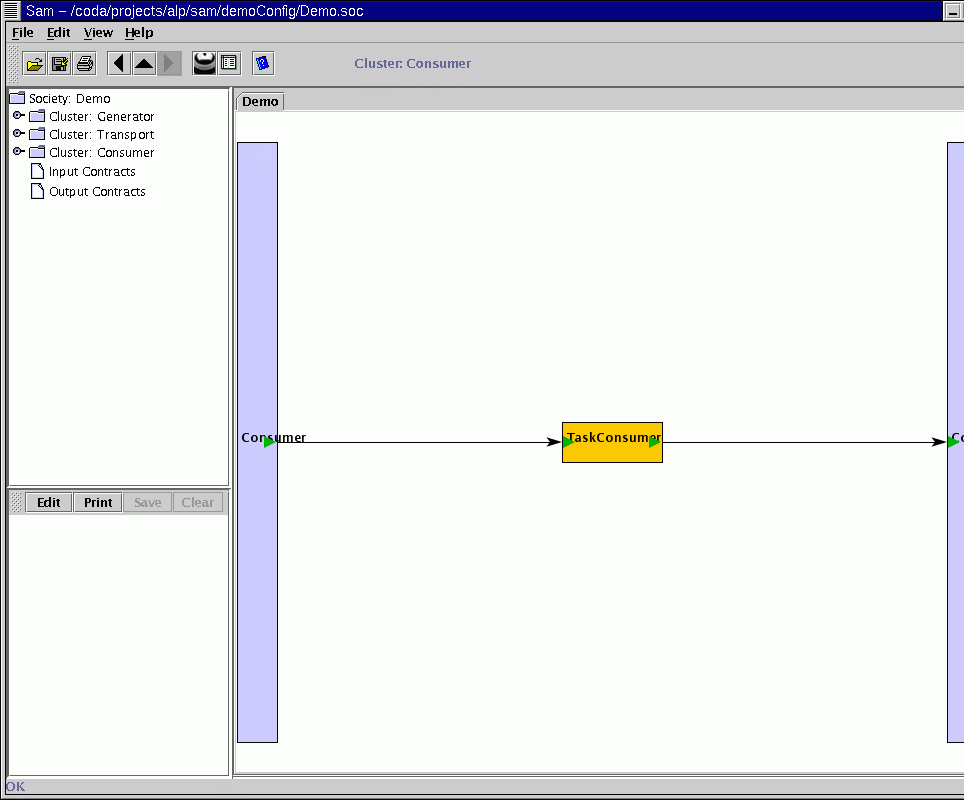 Sam – /coda/projects/alp/sam/demoConfig/Demo.soc
File Edit View Help
Cluster: Consumer
Society: Demo
Cluster: Generator
Cluster: Transport
Cluster: Consumer
Input Contracts
Output Contracts
Demo
Consumer
TaskConsumer
Co
Edit Print Save Clear
OK